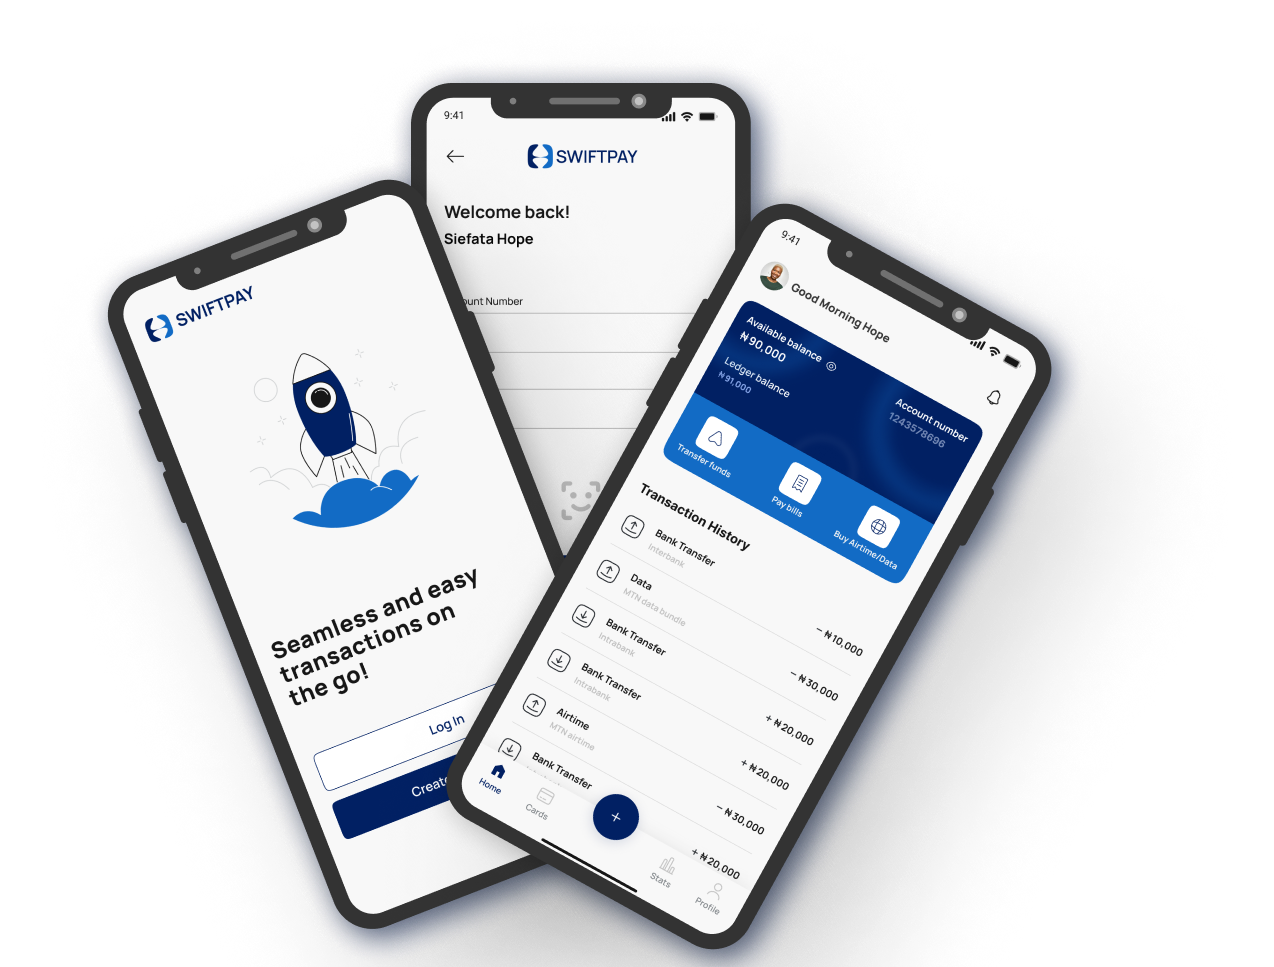 SWIFTPAY
Seamless and easy
transactions on
the go!
Log In
9:41
SWIFTPAY
Welcome back!
Siefata Hope
Number
9:41
Good Morning Hope
Available balance
₦90,000
Ledger balance
₦91,000
Account number
1243578696
Transfer funds
Pay bills
Buy Airtime/Data
Transaction History
Bank Transfer
Interbank
– ₦10,000
Data
MTN data bundle
– ₦30,000
Bank Transfer
Intrabank
+ ₦20,000
Bank Transfer
Intrabank
+ ₦20,000
Airtime
MTN airtime
– ₦30,000
Bank Transfer
+ ₦20,000
Home
Cards
+
Stats
Profile